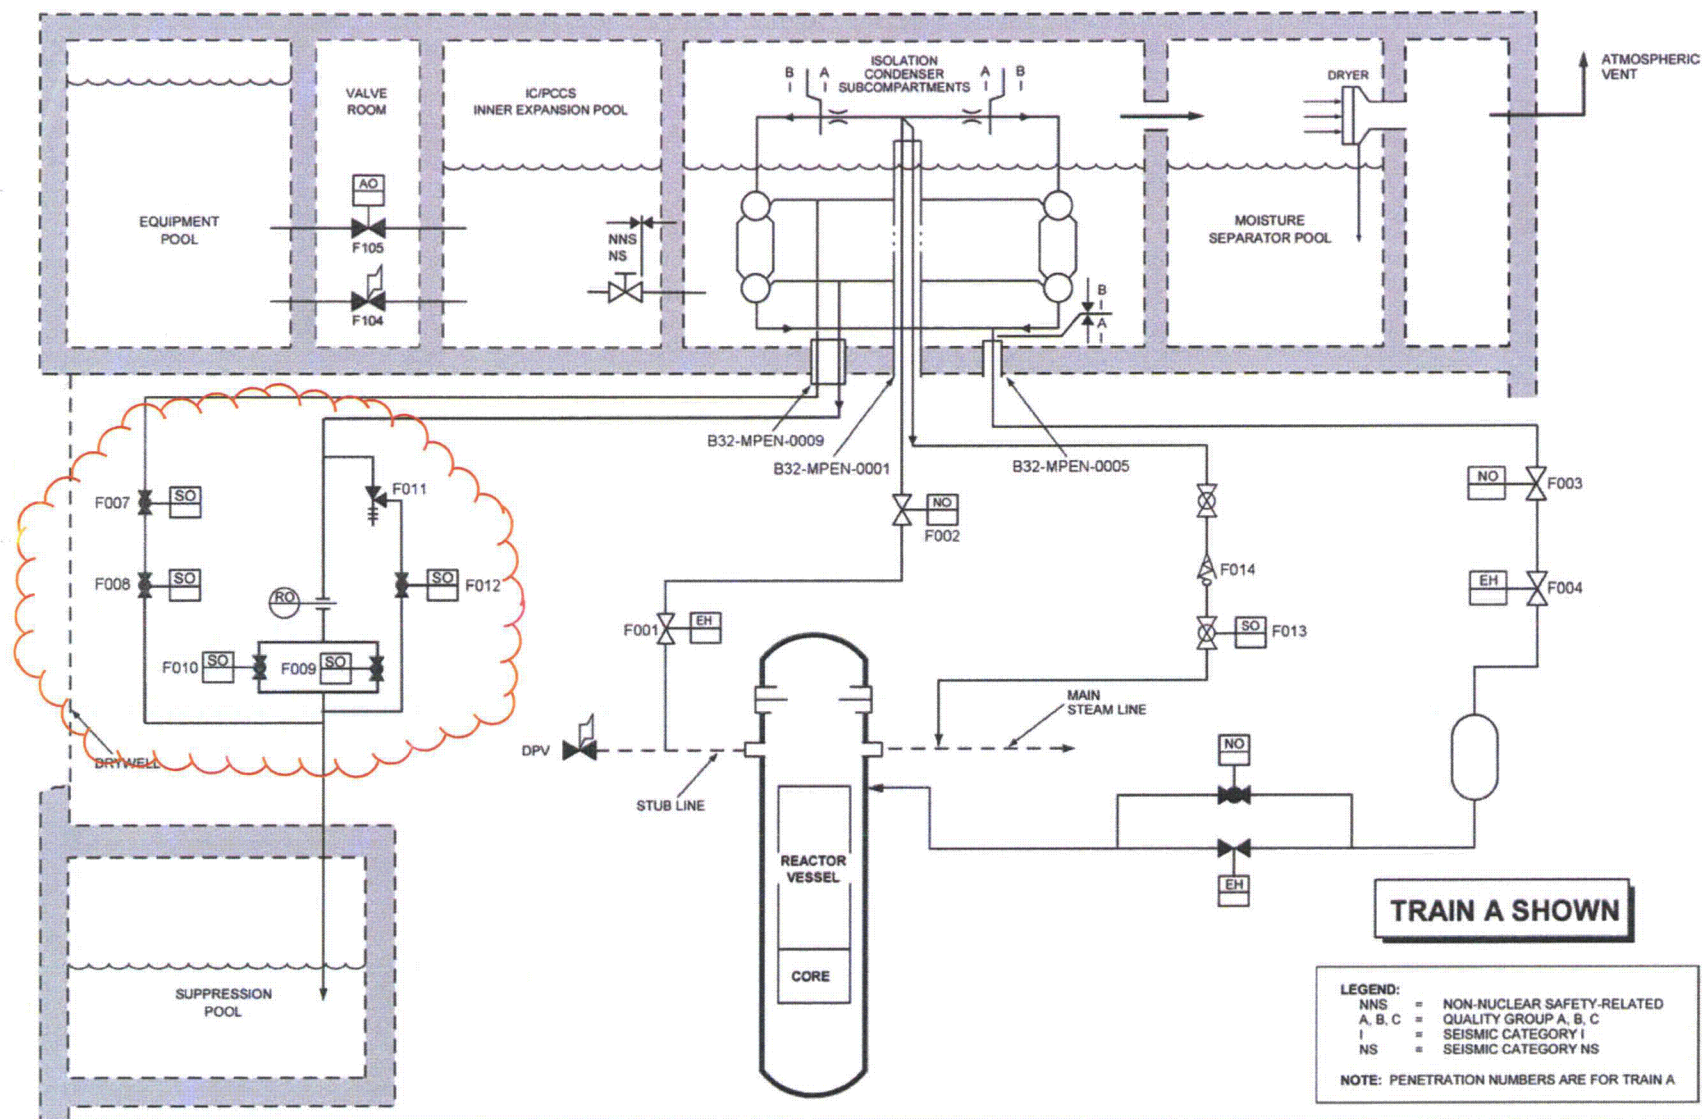 ISOLATION
CONDENSER
SUBCOMPARTMENTS
B
I
A
I
A
I
B
I
ATMOSPHERIC
VENT
DRYER
VALVE
ROOM
IC/PCCS
INNER EXPANSION POOL
AO
F105
F104
EQUIPMENT
POOL
NNS
NS
MOISTURE
SEPARATOR POOL
B
I
A
I
B32-MPEN-0009
B32-MPEN-0001
B32-MPEN-0005
F007
SO
F011
F008
SO
SO
F012
RO
F010
SO
F009
SO
DRYWELL
NO
F002
F001
EH
F014
SO
F013
NO
F003
EH
F004
MAIN
STEAM LINE
DPV
STUB LINE
NO
EH
REACTOR
VESSEL
CORE
SUPPRESSION
POOL
TRAIN A SHOWN
LEGEND:
NNS = NON-NUCLEAR SAFETY-RELATED
A, B, C = QUALITY GROUP A, B, C
I = SEISMIC CATEGORY I
NS = SEISMIC CATEGORY NS
NOTE: PENETRATION NUMBERS ARE FOR TRAIN A